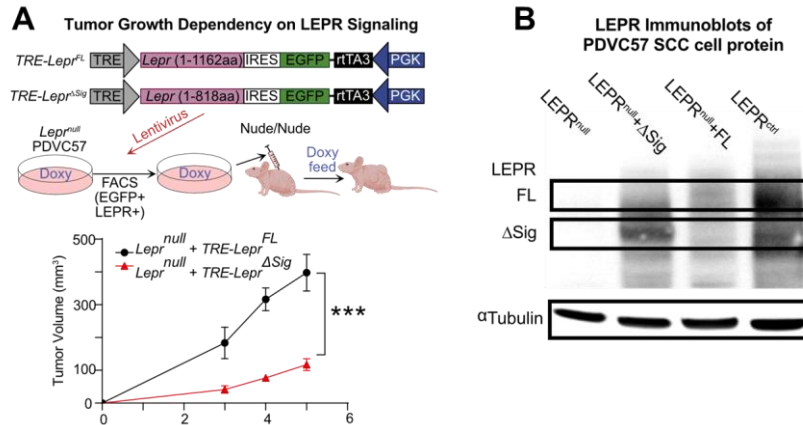 A
Tumor Growth Dependency on LEPR Signaling
TRE-Lepr^FL TRE Lepr (1-1162aa) IRES EGFP rtTA3 PGK
TRE-Lepr^ΔSig TRE Lepr (1-818aa) IRES EGFP rtTA3 PGK
Lepr^null
PDVC57
Lentivirus
Nude/Nude
Doxy
FACS
(EGFP+
LEPR+)
Doxy
Doxy
feed
Lepr^null + TRE-Lepr^FL
Lepr^null + TRE-Lepr^ΔSig
***
Tumor Volume (mm³)
500
300
100
0
0 2 4 6
B
LEPR Immunoblots of
PDVC57 SCC cell protein
LEPR^null
LEPR^null+ΔSig
LEPR^null+FL
LEPR^ctrl
LEPR
FL
ΔSig
αTubulin